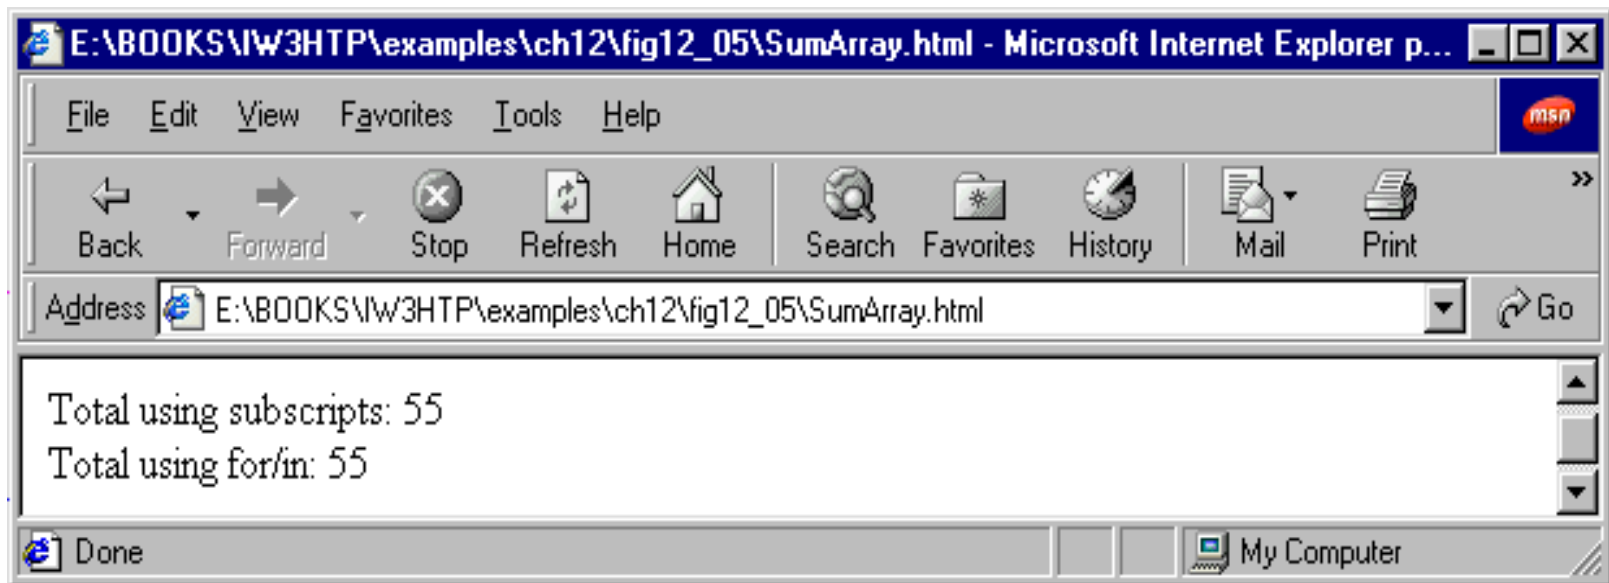 E:\BOOKS\IW3HTP\examples\ch12\fig12_05\SumArray.html - Microsoft Internet Explorer p...
File Edit View Favorites Tools Help
msn
Back Forward Stop Refresh Home Search Favorites History Mail Print
Address E:\BOOKS\IW3HTP\examples\ch12\fig12_05\SumArray.html Go
Total using subscripts: 55
Total using for/in: 55
Done My Computer